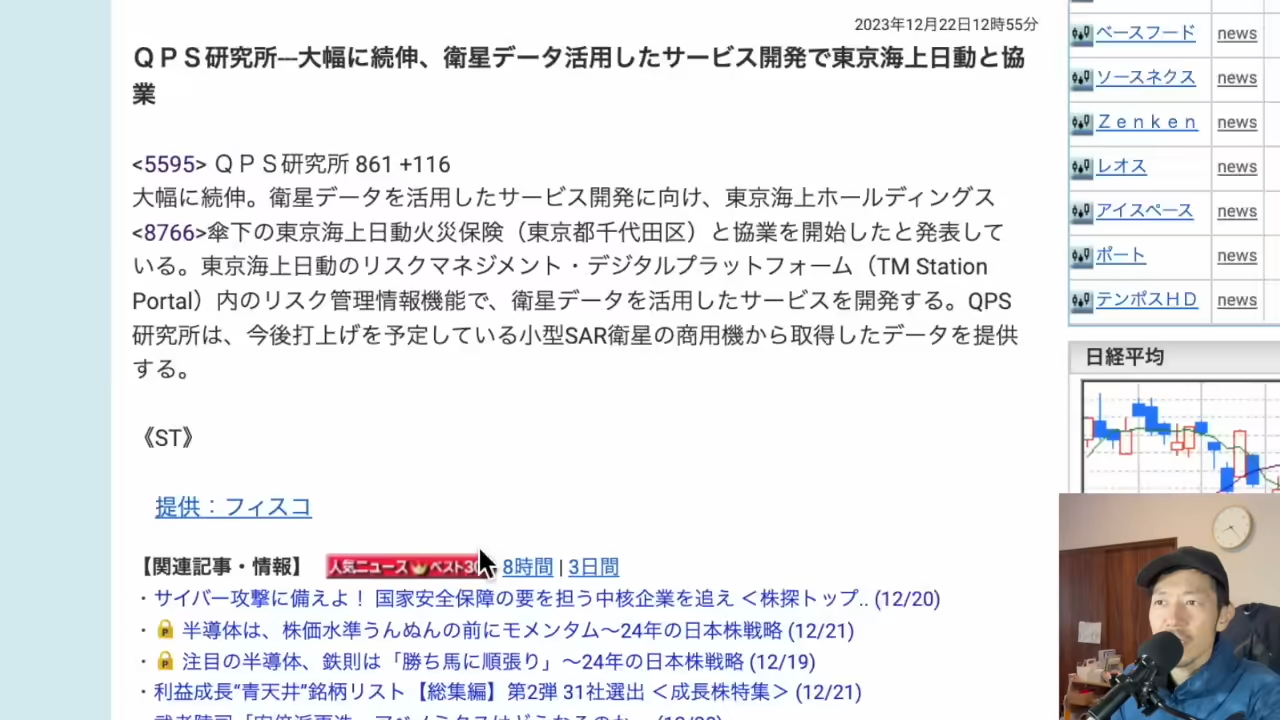 2023年12月22日12時55分
ＱＰＳ研究所---大幅に続伸、衛星データ活用したサービス開発で東京海上日動と協
業
<5595> ＱＰＳ研究所 861 +116
大幅に続伸。衛星データを活用したサービス開発に向け、東京海上ホールディングス
<8766>傘下の東京海上日動火災保険（東京都千代田区）と協業を開始したと発表して
いる。東京海上日動のリスクマネジメント・デジタルプラットフォーム（TM Station
Portal）内のリスク管理情報機能で、衛星データを活用したサービスを開発する。QPS
研究所は、今後打上げを予定している小型SAR衛星の商用機から取得したデータを提供
する。
《ST》
提供：フィスコ
【関連記事・情報】 人気ニュース ベスト30 8時間 | 3日間
・サイバー攻撃に備えよ！ 国家安全保障の要を担う中核企業を追え ＜株探トップ.. (12/20)
・ 半導体は、株価水準うんぬんの前にモメンタム～24年の日本株戦略 (12/21)
・ 注目の半導体、鉄則は「勝ち馬に順張り」～24年の日本株戦略 (12/19)
・利益成長“青天井”銘柄リスト【総集編】第2弾 31社選出 ＜成長株特集＞ (12/21)
ベースフード news
ソースネクス news
Ｚｅｎｋｅｎ news
レオス news
アイスペース news
ポート news
テンポスＨＤ news
日経平均